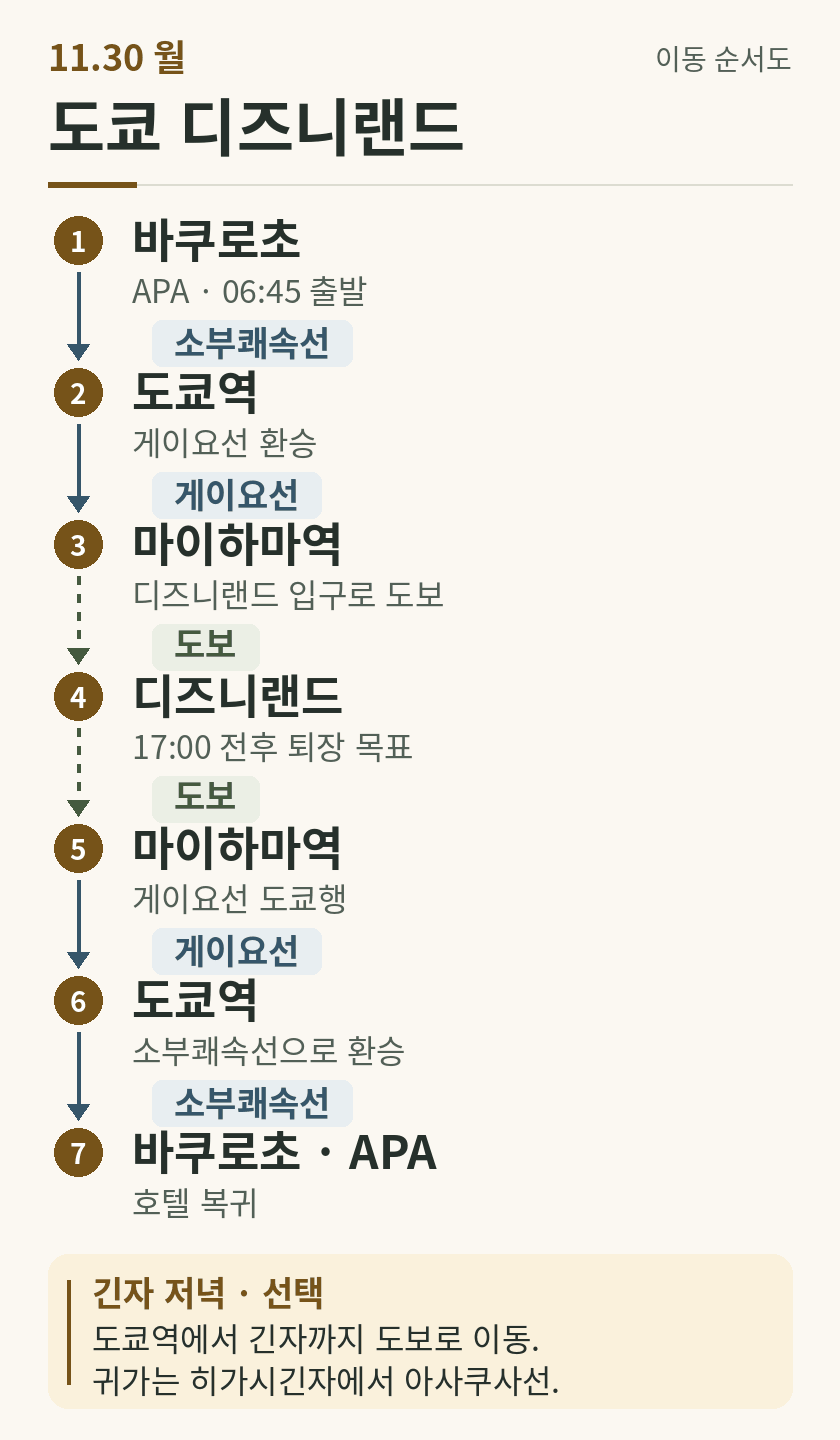 11.30 월
이동 순서도
도쿄 디즈니랜드
1
바쿠로초
APA · 06:45 출발
소부쾌속선
2
도쿄역
게이요선 환승
게이요선
3
마이하마역
디즈니랜드 입구로 도보
도보
4
디즈니랜드
17:00 전후 퇴장 목표
도보
5
마이하마역
게이요선 도쿄행
게이요선
6
도쿄역
소부쾌속선으로 환승
소부쾌속선
7
바쿠로초 · APA
호텔 복귀
긴자 저녁 · 선택
도쿄역에서 긴자까지 도보로 이동.
귀가는 히가시긴자에서 아사쿠사선.